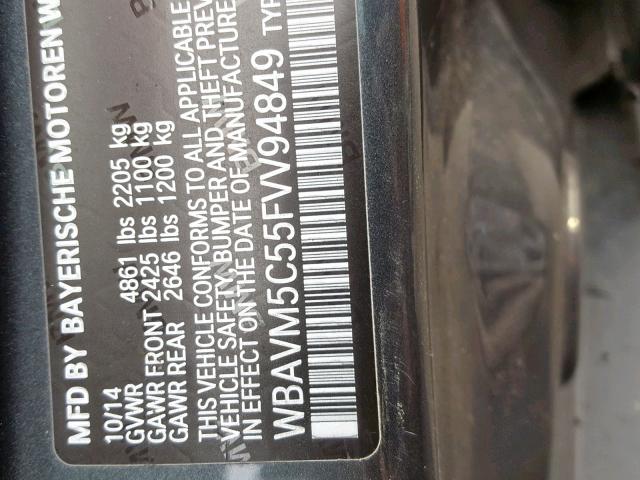 MFD BY BAYERISCHE MOTOREN W
10/14
GVWR 4861 lbs 2205 kg
GAWR FRONT 2425 lbs 1100 kg
GAWR REAR 2646 lbs 1200 kg
THIS VEHICLE CONFORMS TO ALL APPLICABLE
VEHICLE SAFETY, BUMPER AND THEFT PREV
IN EFFECT ON THE DATE OF MANUFACTURE
WBAVM5C55FVV94849 TYP